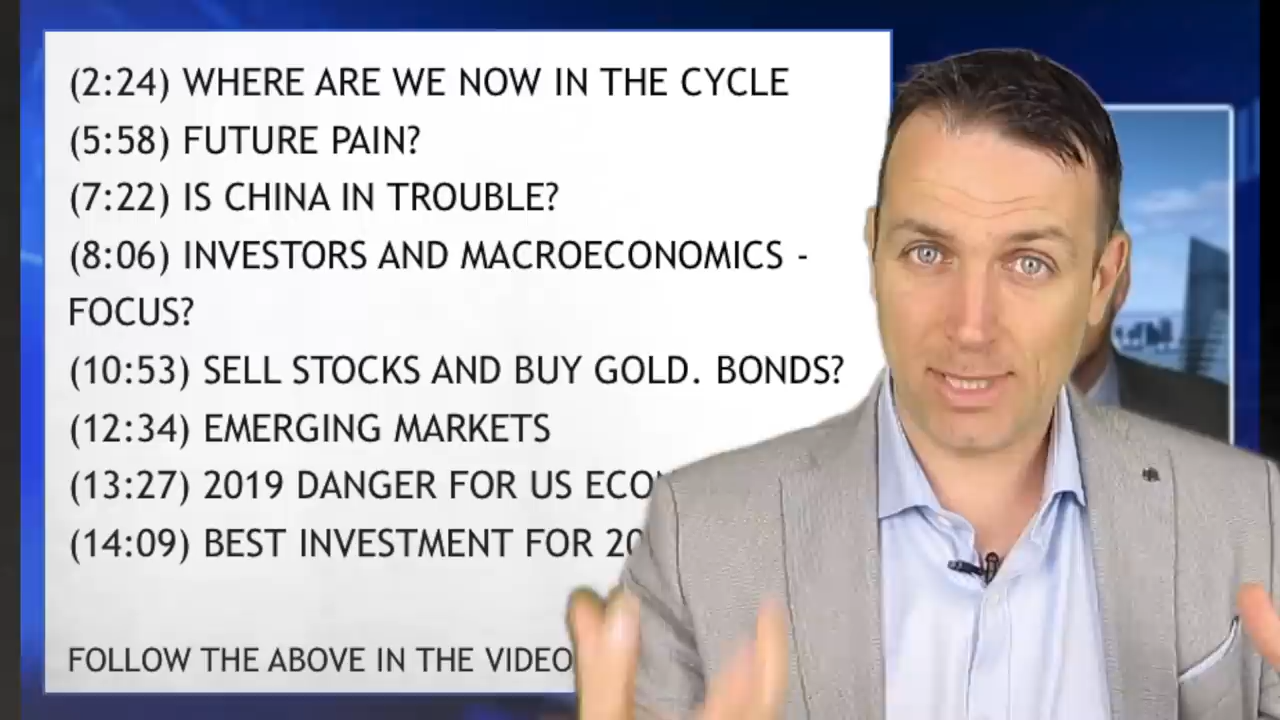 (2:24) WHERE ARE WE NOW IN THE CYCLE
(5:58) FUTURE PAIN?
(7:22) IS CHINA IN TROUBLE?
(8:06) INVESTORS AND MACROECONOMICS -
FOCUS?
(10:53) SELL STOCKS AND BUY GOLD. BONDS?
(12:34) EMERGING MARKETS
(13:27) 2019 DANGER FOR US
(14:09) BEST INVESTMENT FOR
FOLLOW THE ABOVE IN THE VIDEO